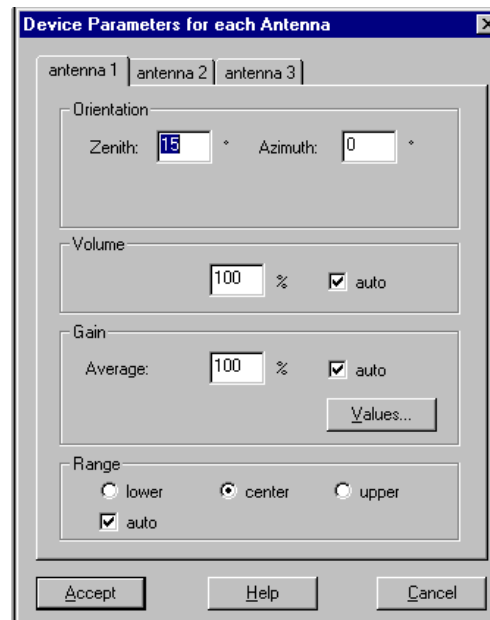 Device Parameters for each Antenna
antenna 1 antenna 2 antenna 3
Orientation
Zenith: 15 ° Azimuth: 0 °
Volume
100 % auto
Gain
Average: 100 % auto
Values...
Range
lower center upper
auto
Accept Help Cancel